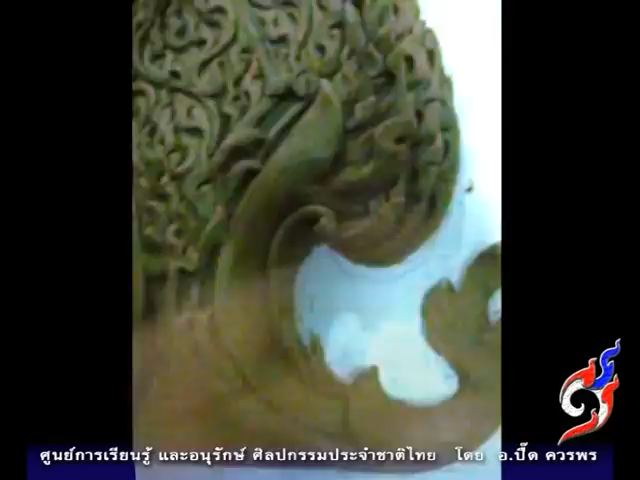 ศูนย์การเรียนรู้ และอนุรักษ์ ศิลปกรรมประจำชาติไทย โดย อ.ปิ๊ด ควรพร